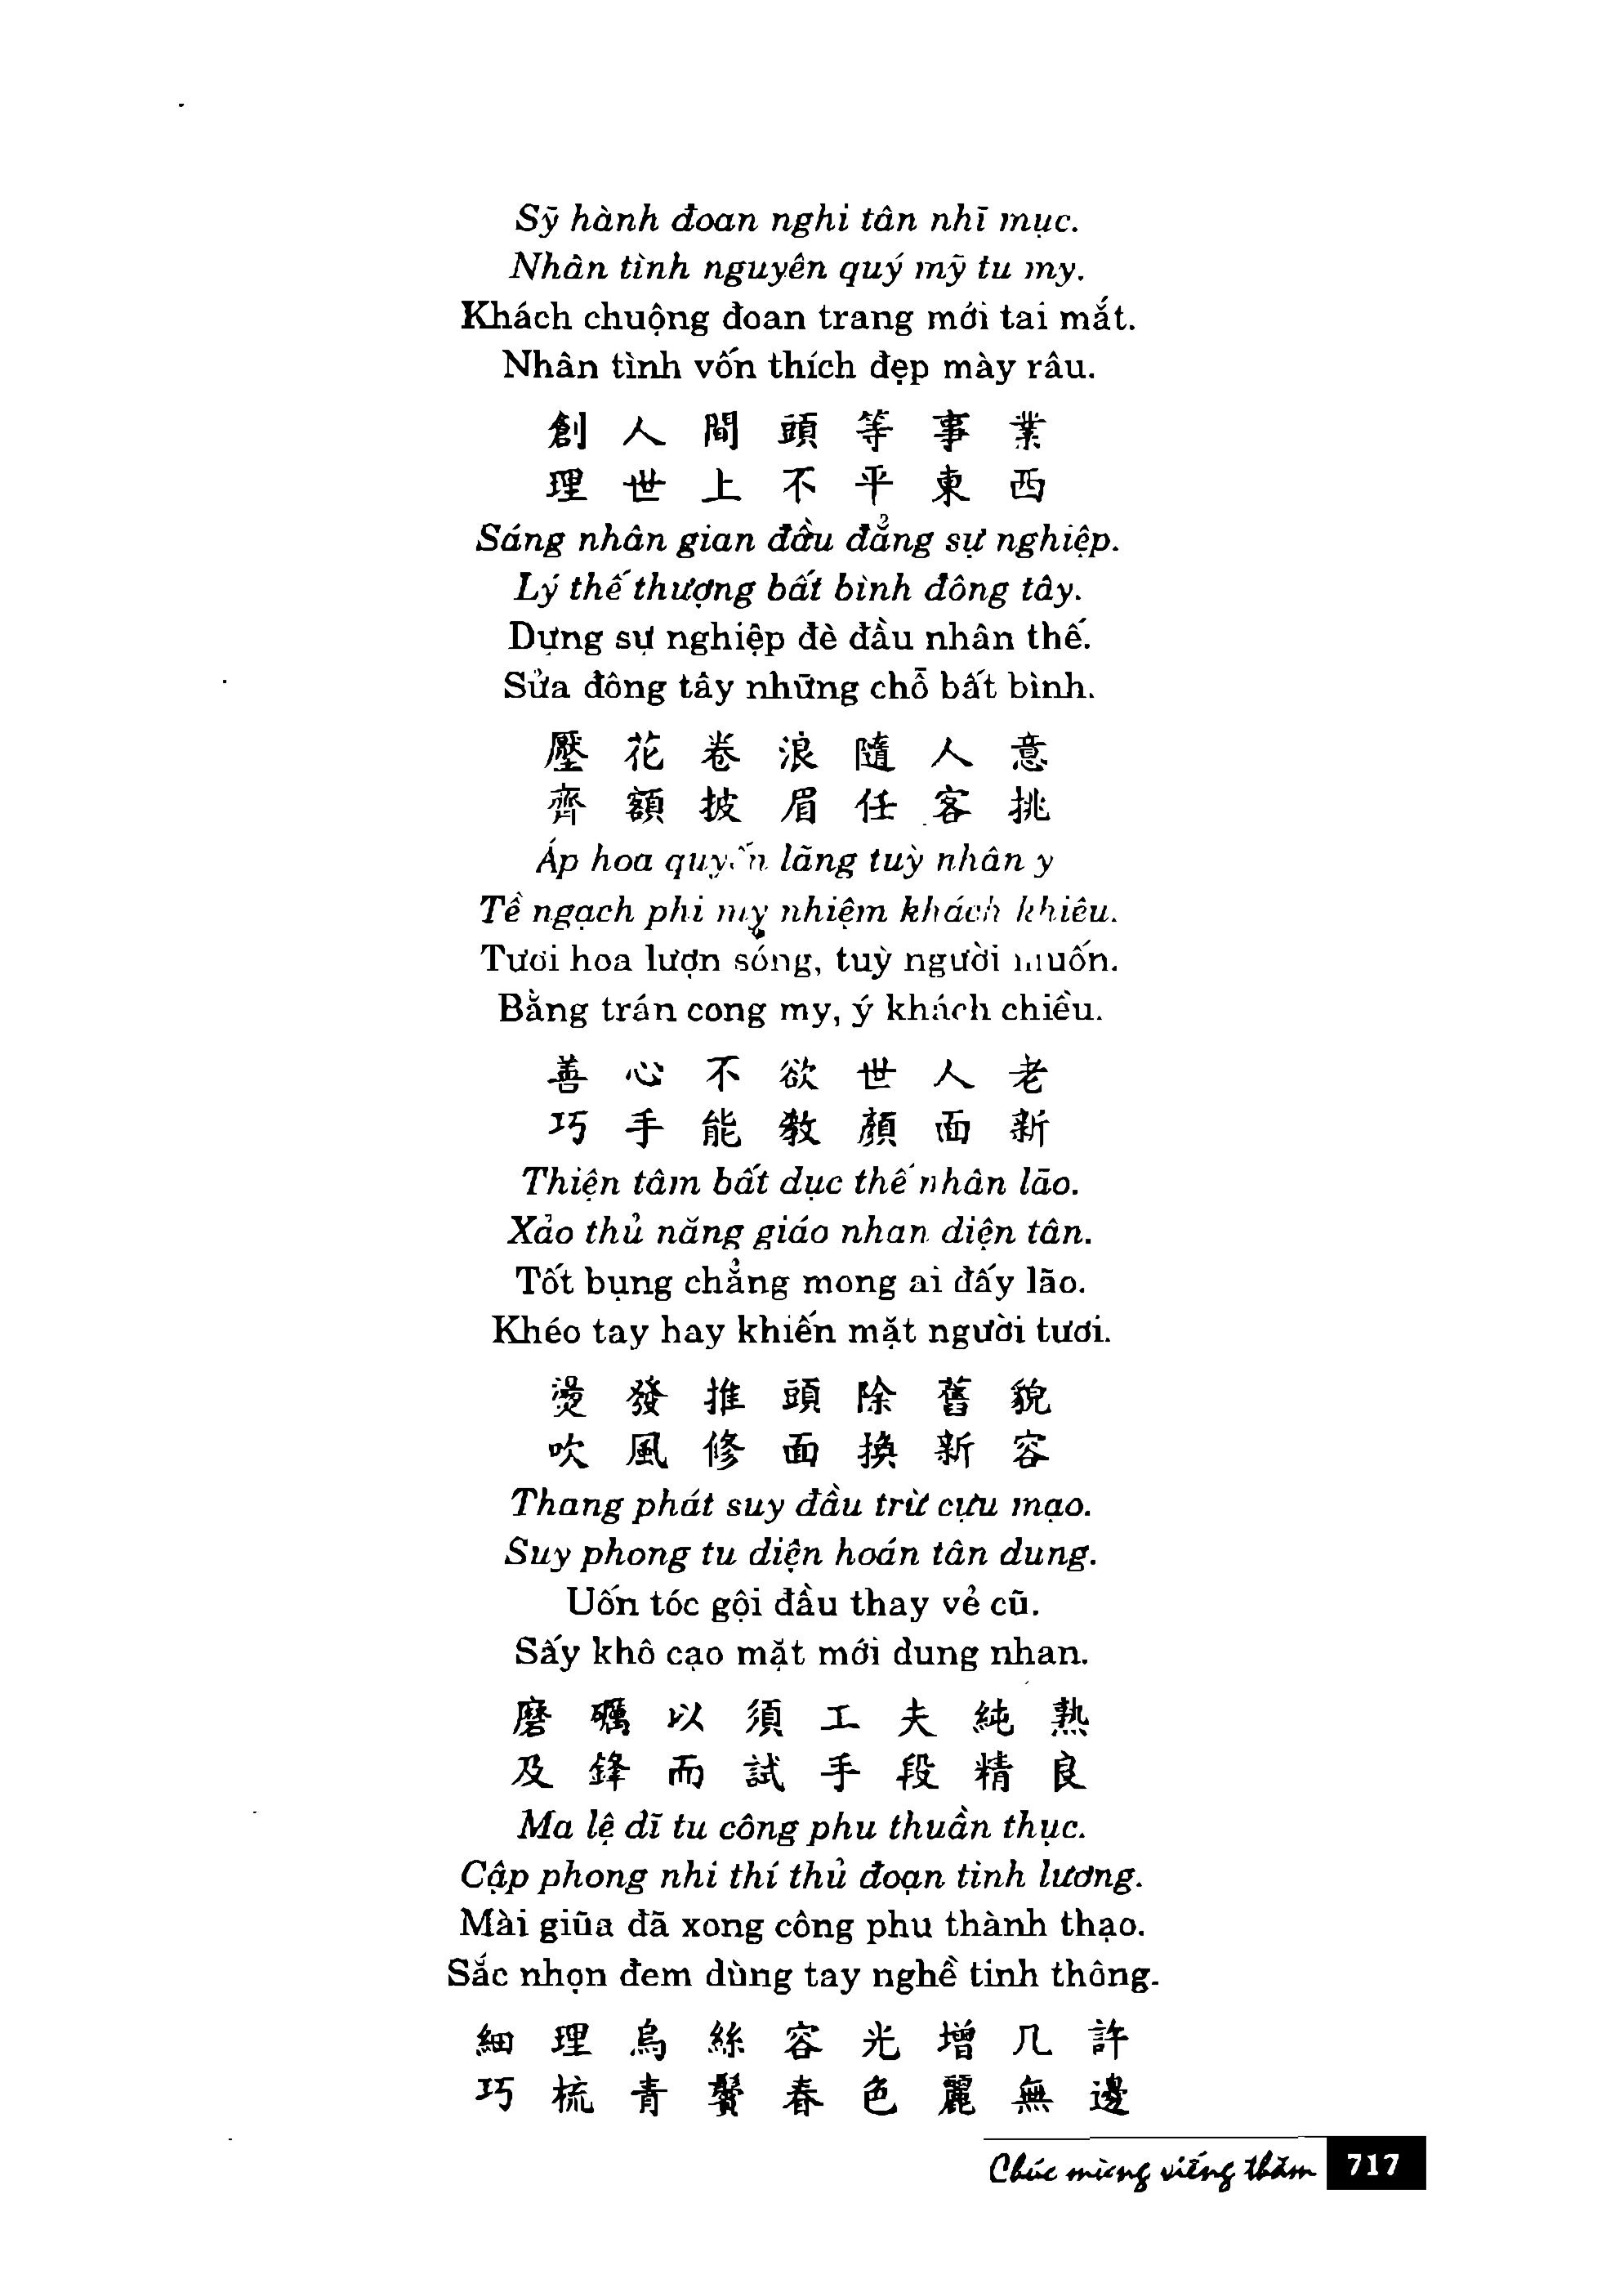 Sỹ hành đoan nghi tân nhĩ mục.
Nhân tình nguyên quý mỹ tu my.
Khách chuộng đoan trang mới tai mắt.
Nhân tình vốn thích đẹp mày râu.
創人間頭等事業
理世上不平東西
Sáng nhân gian đầu đẳng sự nghiệp.
Lý thế thượng bất bình đông tây.
Dựng sự nghiệp đè đầu nhân thế.
Sửa đông tây những chỗ bất bình.
壓花卷浪隨人意
齊額披眉任客挑
Áp hoa quyển lãng tuỳ nhân y
Tề ngạch phi my nhiệm khách khiêu.
Tươi hoa lượn sóng, tuỳ người muốn.
Bằng trán cong my, ý khách chiều.
善心不欲世人老
巧手能教顏面新
Thiện tâm bất dục thế nhân lão.
Xảo thủ năng giáo nhan diện tân.
Tốt bụng chẳng mong ai đấy lão.
Khéo tay hay khiến mặt người tươi.
燙發推頭除舊貌
吹風修面換新容
Thang phát suy đầu trừ cựu mạo.
Suy phong tu diện hoán tân dung.
Uốn tóc gội đầu thay vẻ cũ.
Sấy khô cạo mặt mới dung nhan.
磨礪以須工夫純熟
及鋒而試手段精良
Ma lệ dĩ tu công phu thuần thục.
Cập phong nhi thí thủ đoạn tinh lương.
Mài giũa đã xong công phu thành thạo.
Sắc nhọn đem dùng tay nghề tinh thông.
細理烏絲容光增几許
巧梳青鬢春色麗無邊
Chúc mừng viếng thăm 717